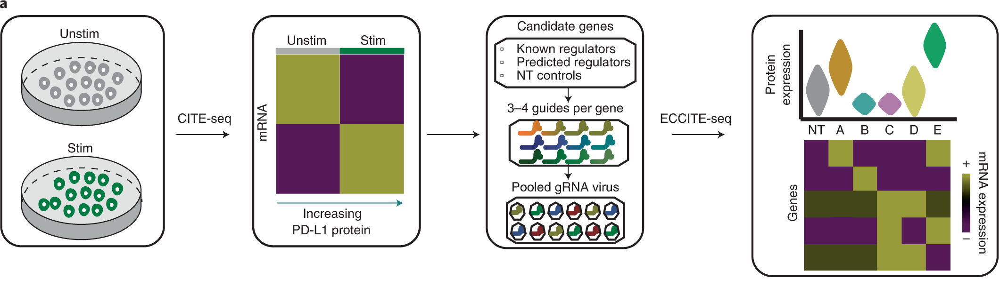 a
Unstim
Stim
CITE-seq
Unstim Stim
mRNA
Increasing
PD-L1 protein
Candidate genes
Known regulators
Predicted regulators
NT controls
3–4 guides per gene
Pooled gRNA virus
ECCITE-seq
Protein
expression
NT A B C D E
Genes
+
–
mRNA expression